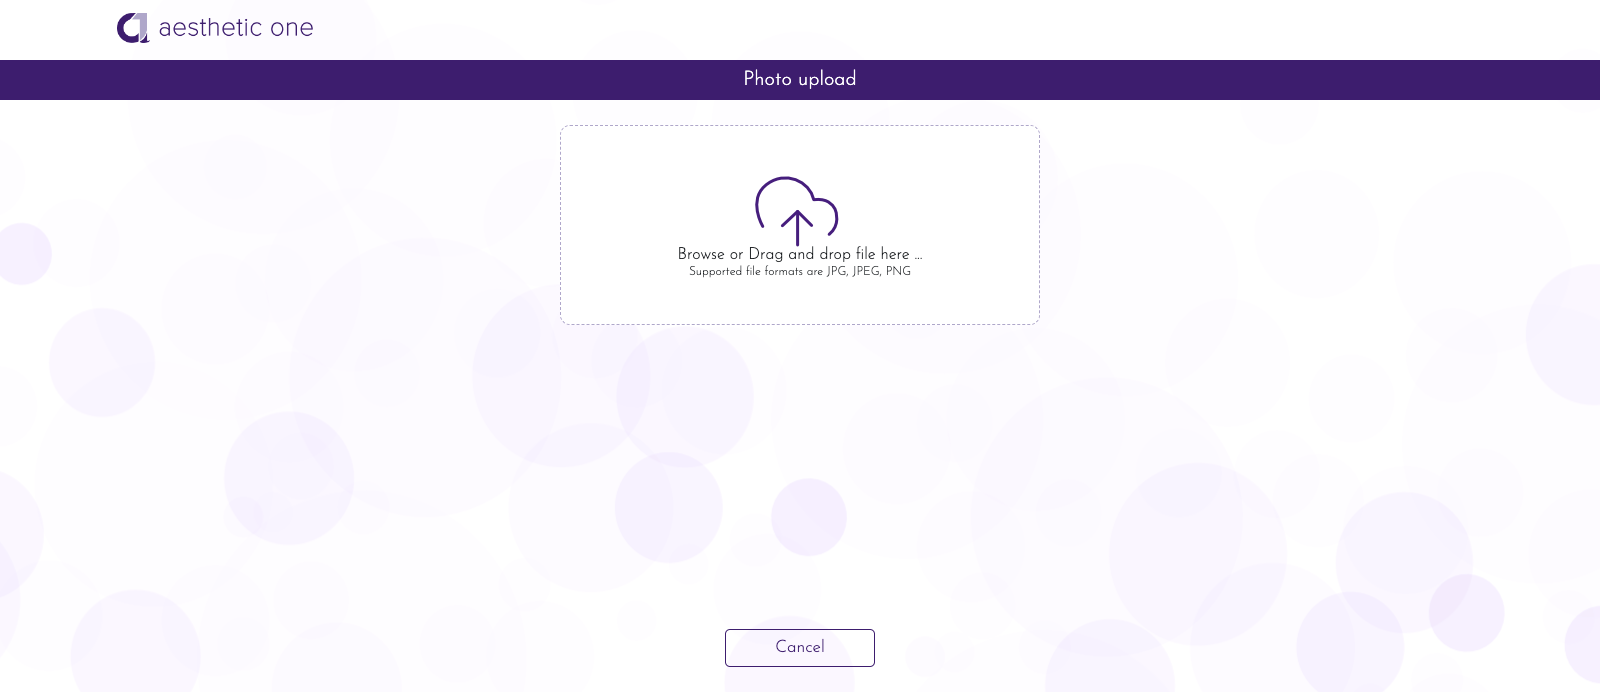 aesthetic one
Photo upload
Browse or Drag and drop file here ...
Supported file formats are JPG, JPEG, PNG
Cancel